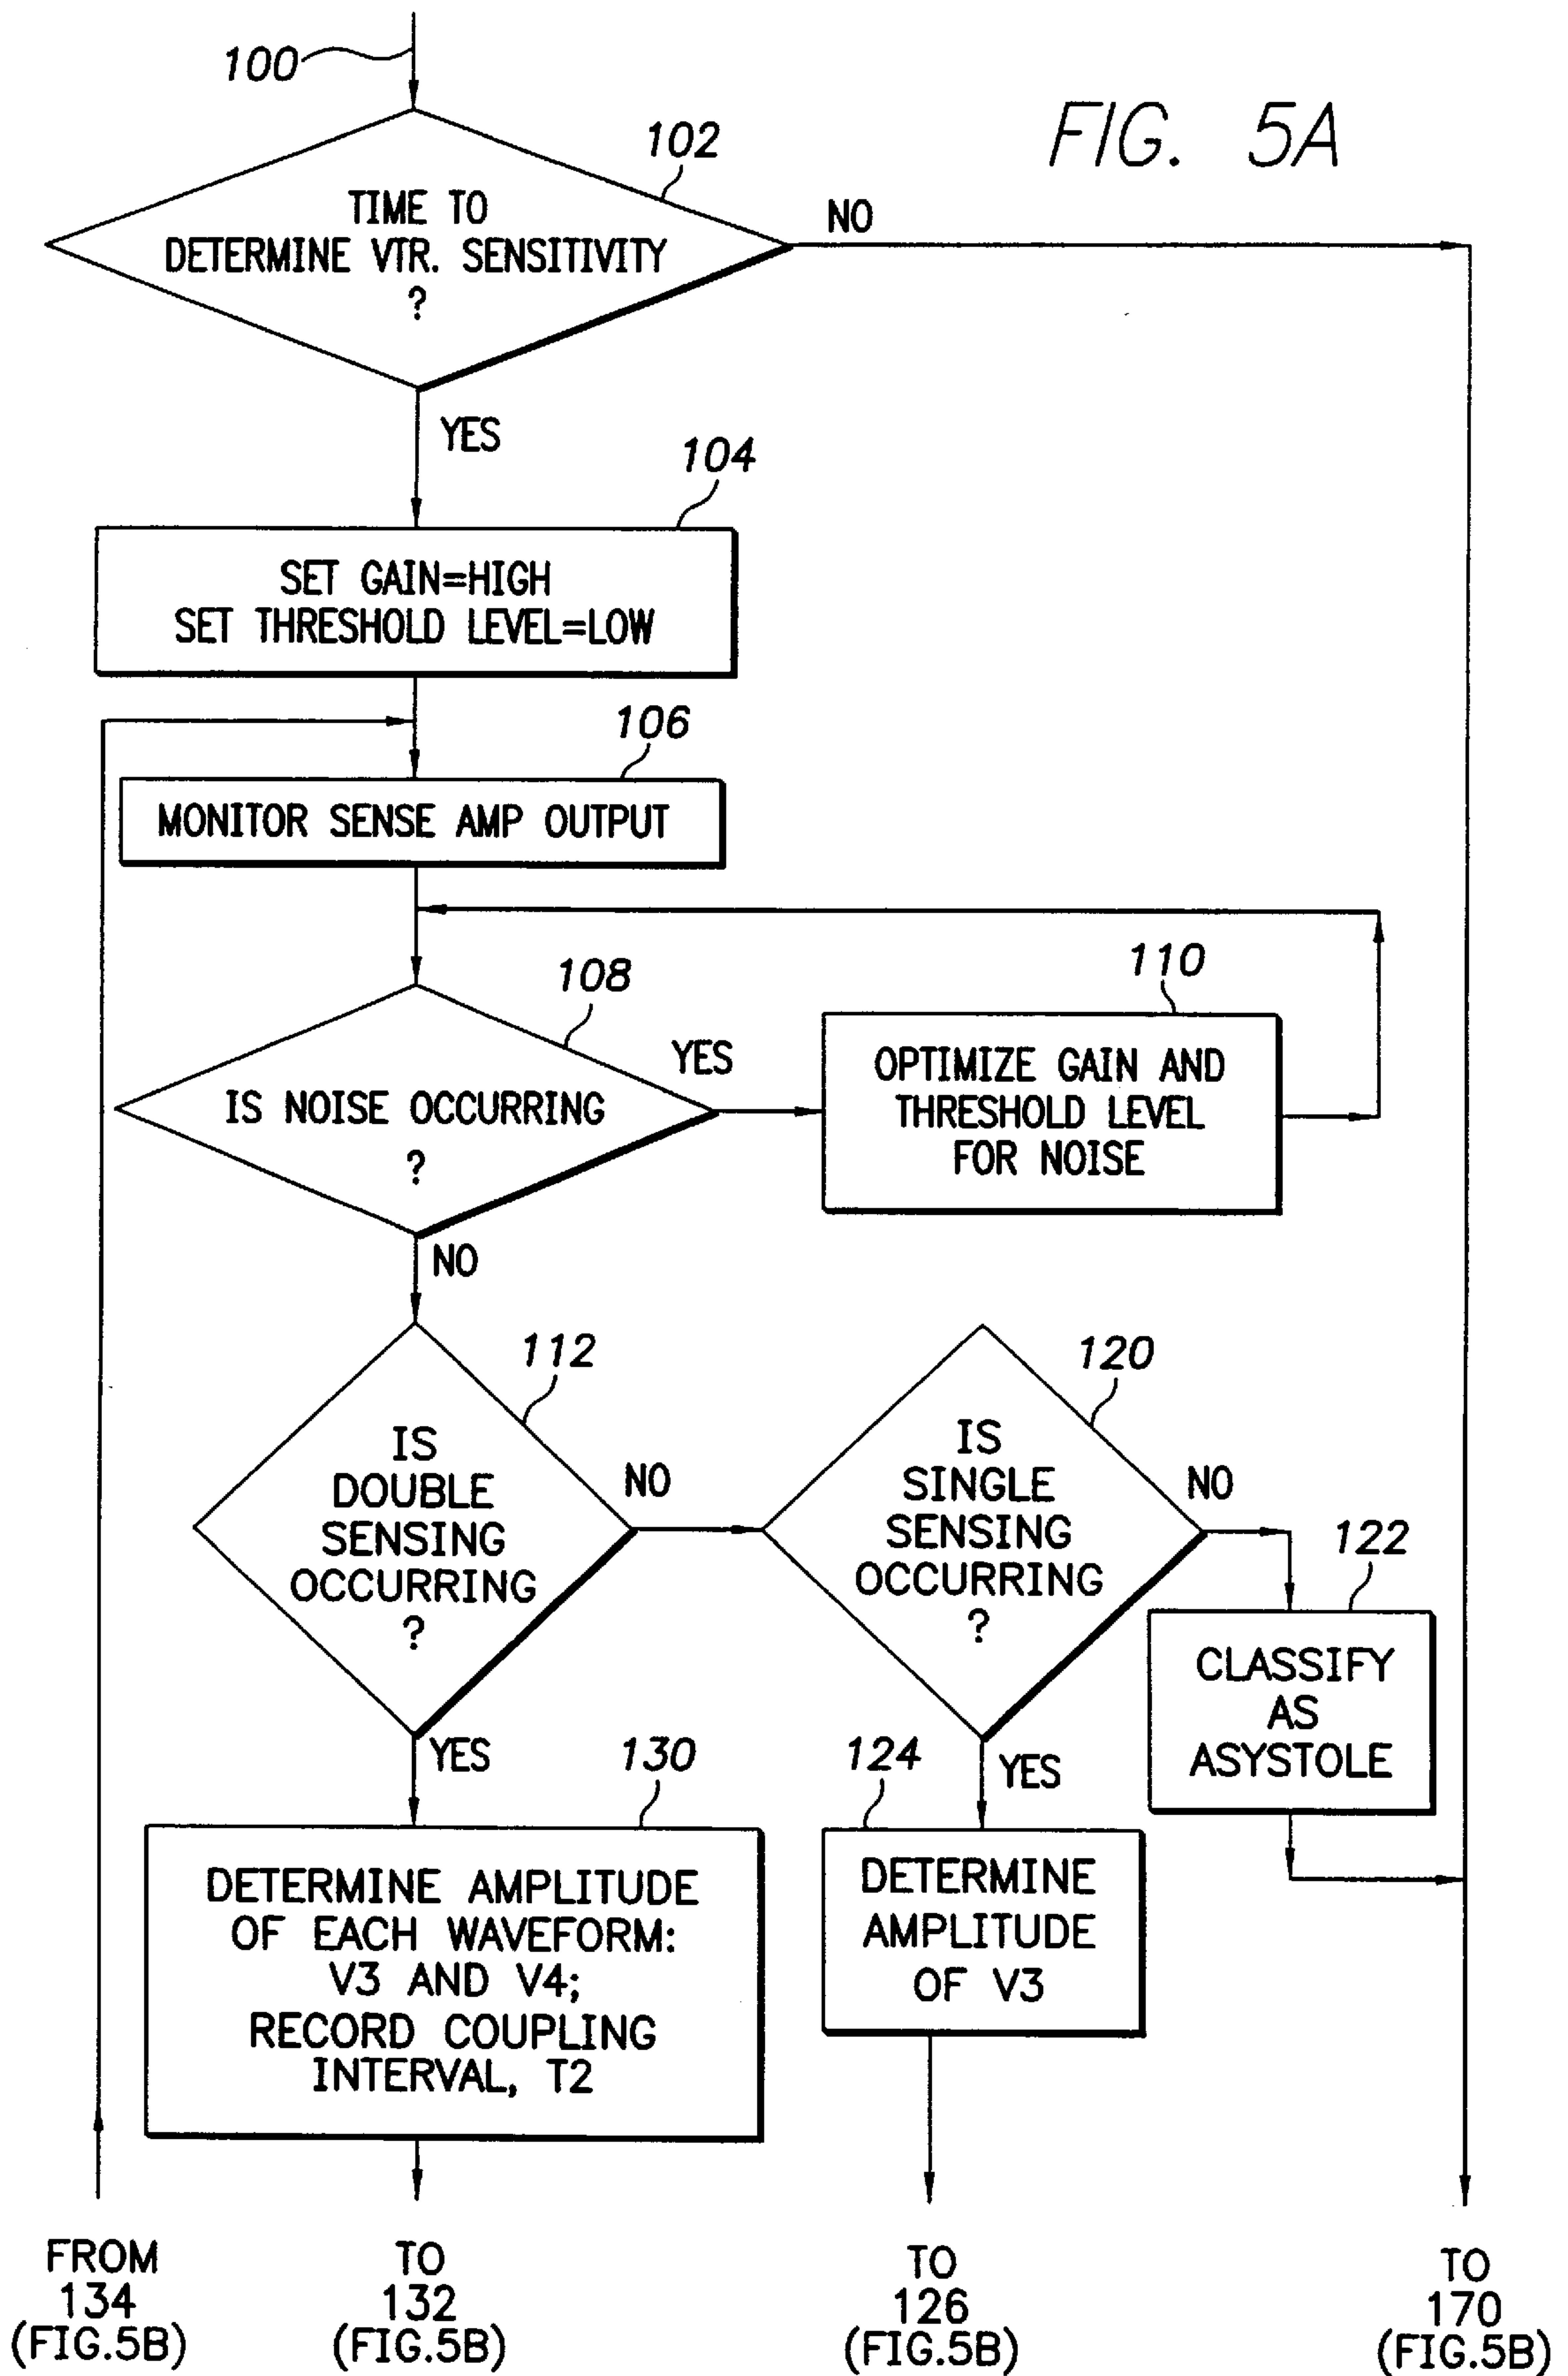 100
FIG. 5A
102
TIME TO
DETERMINE VTR. SENSITIVITY
?
NO
YES
104
SET GAIN=HIGH
SET THRESHOLD LEVEL=LOW
106
MONITOR SENSE AMP OUTPUT
108
IS NOISE OCCURRING
?
YES
110
OPTIMIZE GAIN AND
THRESHOLD LEVEL
FOR NOISE
NO
112
IS
DOUBLE
SENSING
OCCURRING
?
NO
120
IS
SINGLE
SENSING
OCCURRING
?
NO
122
CLASSIFY
AS
ASYSTOLE
YES
130
DETERMINE AMPLITUDE
OF EACH WAVEFORM:
V3 AND V4;
RECORD COUPLING
INTERVAL, T2
YES
124
DETERMINE
AMPLITUDE
OF V3
FROM
134
(FIG.5B)
TO
132
(FIG.5B)
TO
126
(FIG.5B)
TO
170
(FIG.5B)